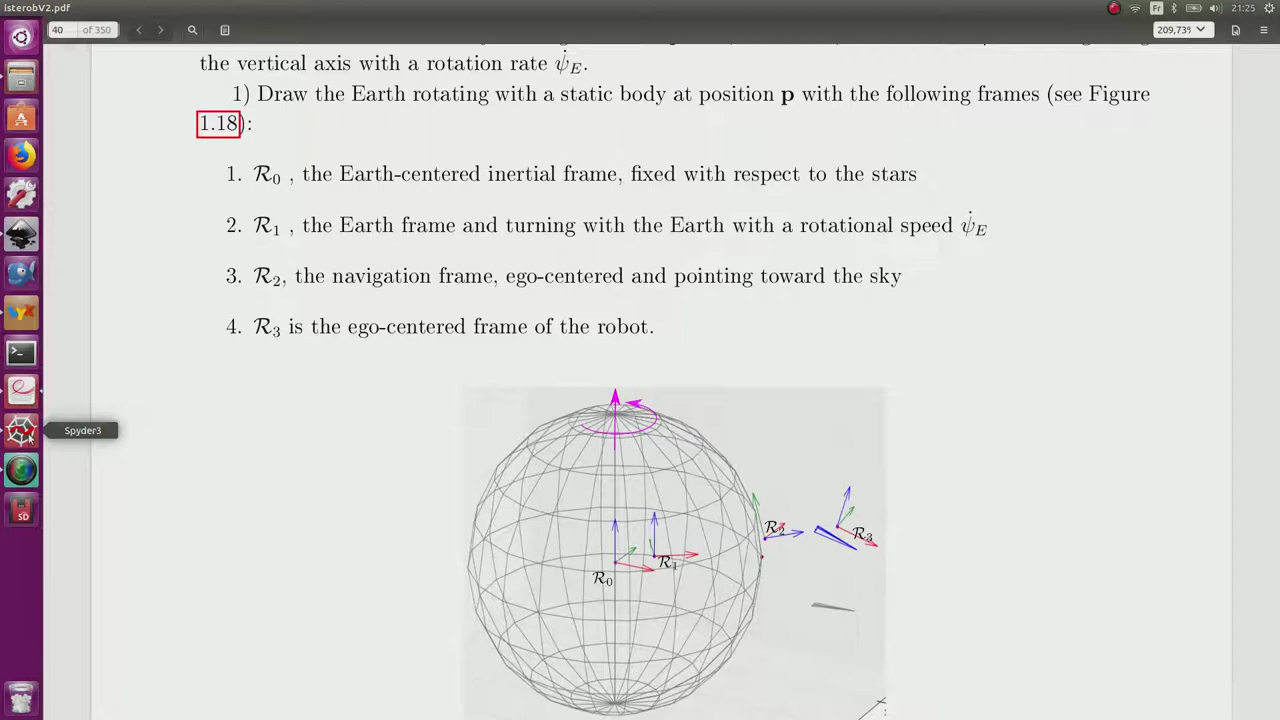 isterobV2.pdf
Fr
21:25
40 of 350
209,73%
the vertical axis with a rotation rate ψ̇_E.
1) Draw the Earth rotating with a static body at position p with the following frames (see Figure
1.18):
1. R₀ , the Earth-centered inertial frame, fixed with respect to the stars
2. R₁ , the Earth frame and turning with the Earth with a rotational speed ψ̇_E
3. R₂, the navigation frame, ego-centered and pointing toward the sky
4. R₃ is the ego-centered frame of the robot.
Spyder3
SD
R₂
R₃
R₁
R₀